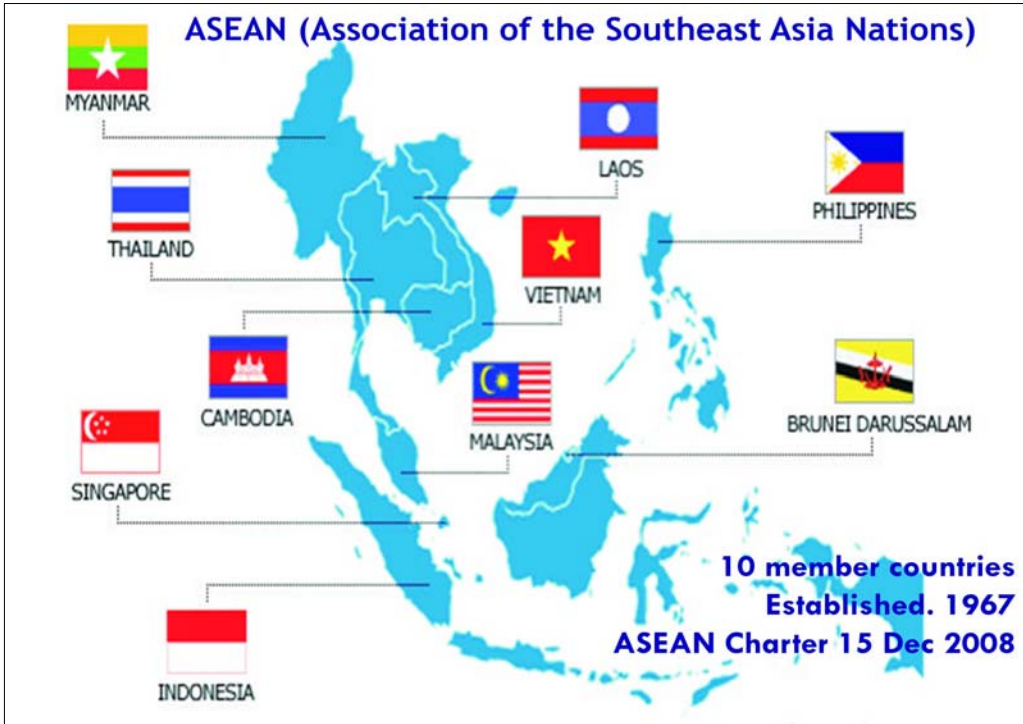 ASEAN (Association of the Southeast Asia Nations)
MYANMAR
LAOS
PHILIPPINES
THAILAND
VIETNAM
CAMBODIA
MALAYSIA
BRUNEI DARUSSALAM
SINGAPORE
10 member countries
Established. 1967
ASEAN Charter 15 Dec 2008
INDONESIA